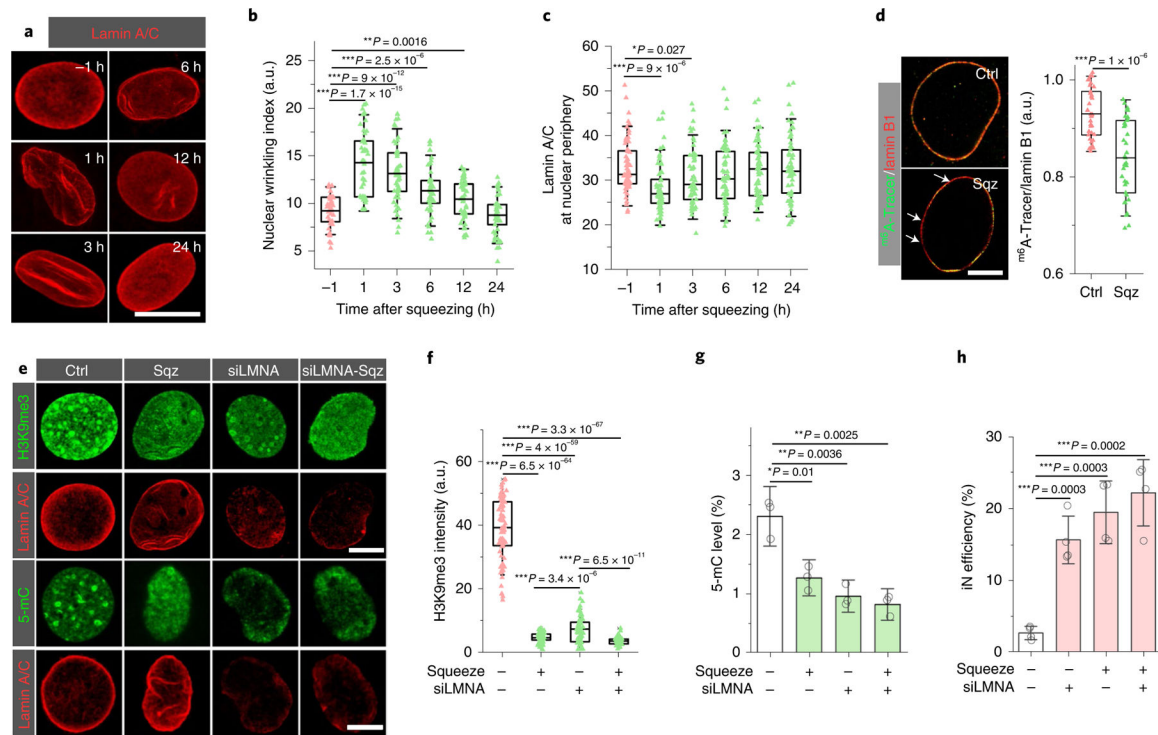 a
Lamin A/C
–1 h
6 h
1 h
12 h
3 h
24 h
b
Nuclear wrinkling index (a.u.)
25
20
15
10
5
**P = 0.0016
***P = 2.5 × 10⁻⁶
***P = 9 × 10⁻¹²
***P = 1.7 × 10⁻¹⁵
–1 1 3 6 12 24
Time after squeezing (h)
c
Lamin A/C
at nuclear periphery
60
50
40
30
20
10
*P = 0.027
***P = 9 × 10⁻⁶
–1 1 3 6 12 24
Time after squeezing (h)
d
ᵐ⁶A-Tracer/lamin B1
Ctrl
Sqz
ᵐ⁶A-Tracer/lamin B1 (a.u.)
***P = 1 × 10⁻⁶
1.0
0.8
0.6
Ctrl Sqz
e
Ctrl Sqz siLMNA siLMNA-Sqz
H3K9me3
Lamin A/C
5-mC
Lamin A/C
f
H3K9me3 intensity (a.u.)
80
60
40
20
0
***P = 3.3 × 10⁻⁶⁷
***P = 4 × 10⁻⁵⁹
***P = 6.5 × 10⁻⁶⁴
***P = 6.5 × 10⁻¹¹
***P = 3.4 × 10⁻⁶
Squeeze – + – +
siLMNA – – + +
g
5-mC level (%)
5
4
3
2
1
0
**P = 0.0025
**P = 0.0036
*P = 0.01
– + – +
– – + +
h
iN efficiency (%)
30
20
10
0
***P = 0.0002
***P = 0.0003
***P = 0.0003
Squeeze – – + +
siLMNA – + – +